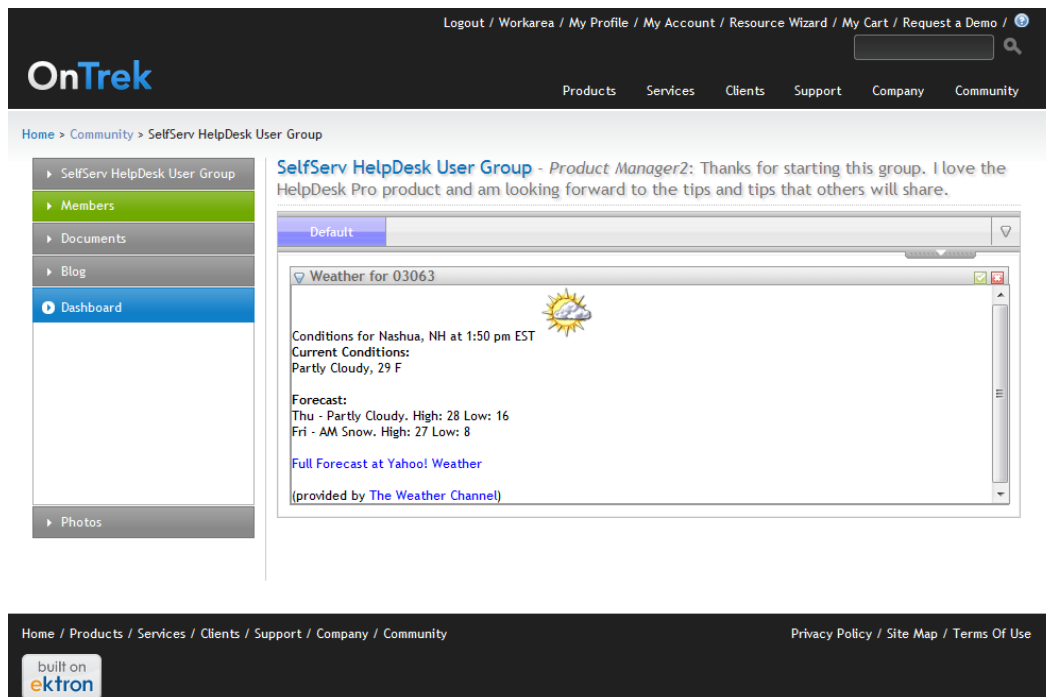 Logout / Workarea / My Profile / My Account / Resource Wizard / My Cart / Request a Demo / ?
OnTrek
Products Services Clients Support Company Community
Home > Community > SelfServ HelpDesk User Group
SelfServ HelpDesk User Group
Members
Documents
Blog
Dashboard
Photos
SelfServ HelpDesk User Group - Product Manager2: Thanks for starting this group. I love the
HelpDesk Pro product and am looking forward to the tips and tips that others will share.
Default
Weather for 03063
Conditions for Nashua, NH at 1:50 pm EST
Current Conditions:
Partly Cloudy, 29 F
Forecast:
Thu - Partly Cloudy. High: 28 Low: 16
Fri - AM Snow. High: 27 Low: 8
Full Forecast at Yahoo! Weather
(provided by The Weather Channel)
Home / Products / Services / Clients / Support / Company / Community
Privacy Policy / Site Map / Terms Of Use
built on
ektron